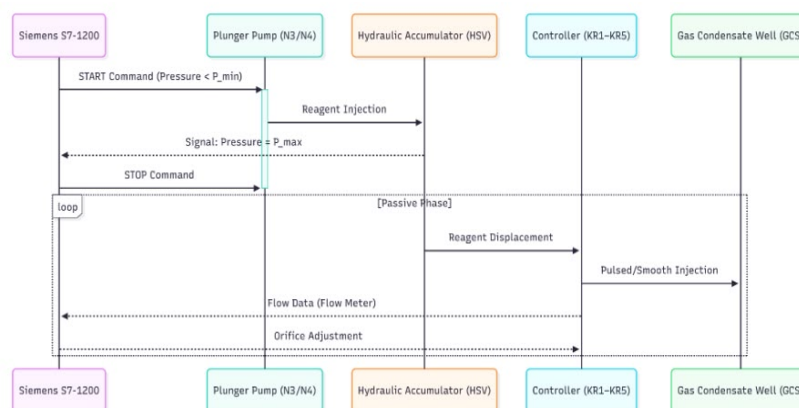 Siemens S7-1200
Plunger Pump (N3/N4)
Hydraulic Accumulator (HSV)
Controller (KR1–KR5)
Gas Condensate Well (GCS
START Command (Pressure < P_min)
Reagent Injection
Signal: Pressure = P_max
STOP Command
loop
[Passive Phase]
Reagent Displacement
Pulsed/Smooth Injection
Flow Data (Flow Meter)
Orifice Adjustment
Siemens S7-1200
Plunger Pump (N3/N4)
Hydraulic Accumulator (HSV)
Controller (KR1–KR5)
Gas Condensate Well (GCS